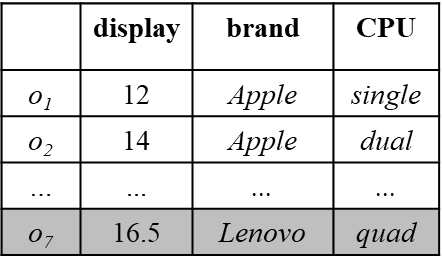 display brand CPU
o1 12 Apple single
o2 14 Apple dual
... ... ... ...
o7 16.5 Lenovo quad